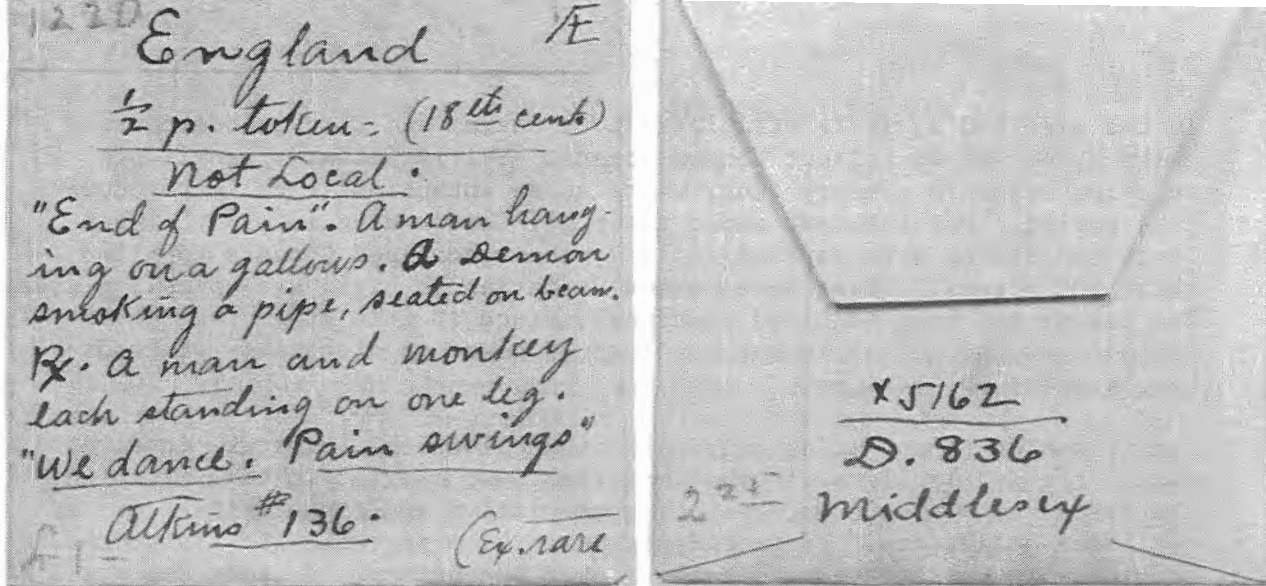 1220
England Æ
½ p. token - (18th cent)
Not Local.
"End of Pain". A man hang-
ing on a gallows. A Demon
smoking a pipe, seated on beam.
Rx. A man and monkey
each standing on one leg.
"We dance. Pain swings"
Atkins #136.
£1-
(Ex. rare
x5162
D. 836
Middlesex